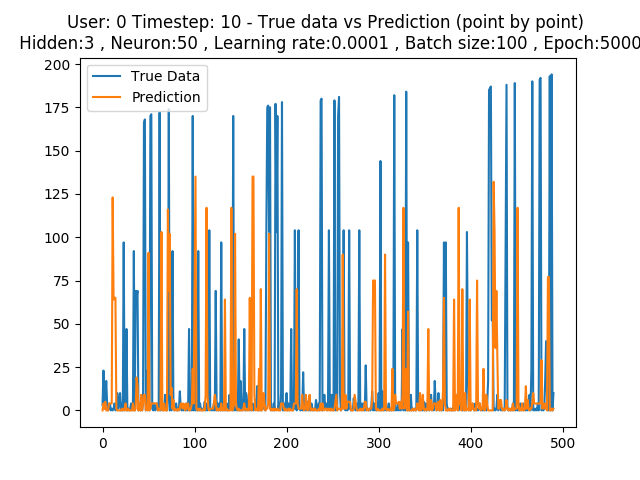 User: 0 Timestep: 10 - True data vs Prediction (point by point)
Hidden:3 , Neuron:50 , Learning rate:0.0001 , Batch size:100 , Epoch:5000
200
True Data
Prediction
175
150
125
100
75
50
25
0
0 100 200 300 400 500